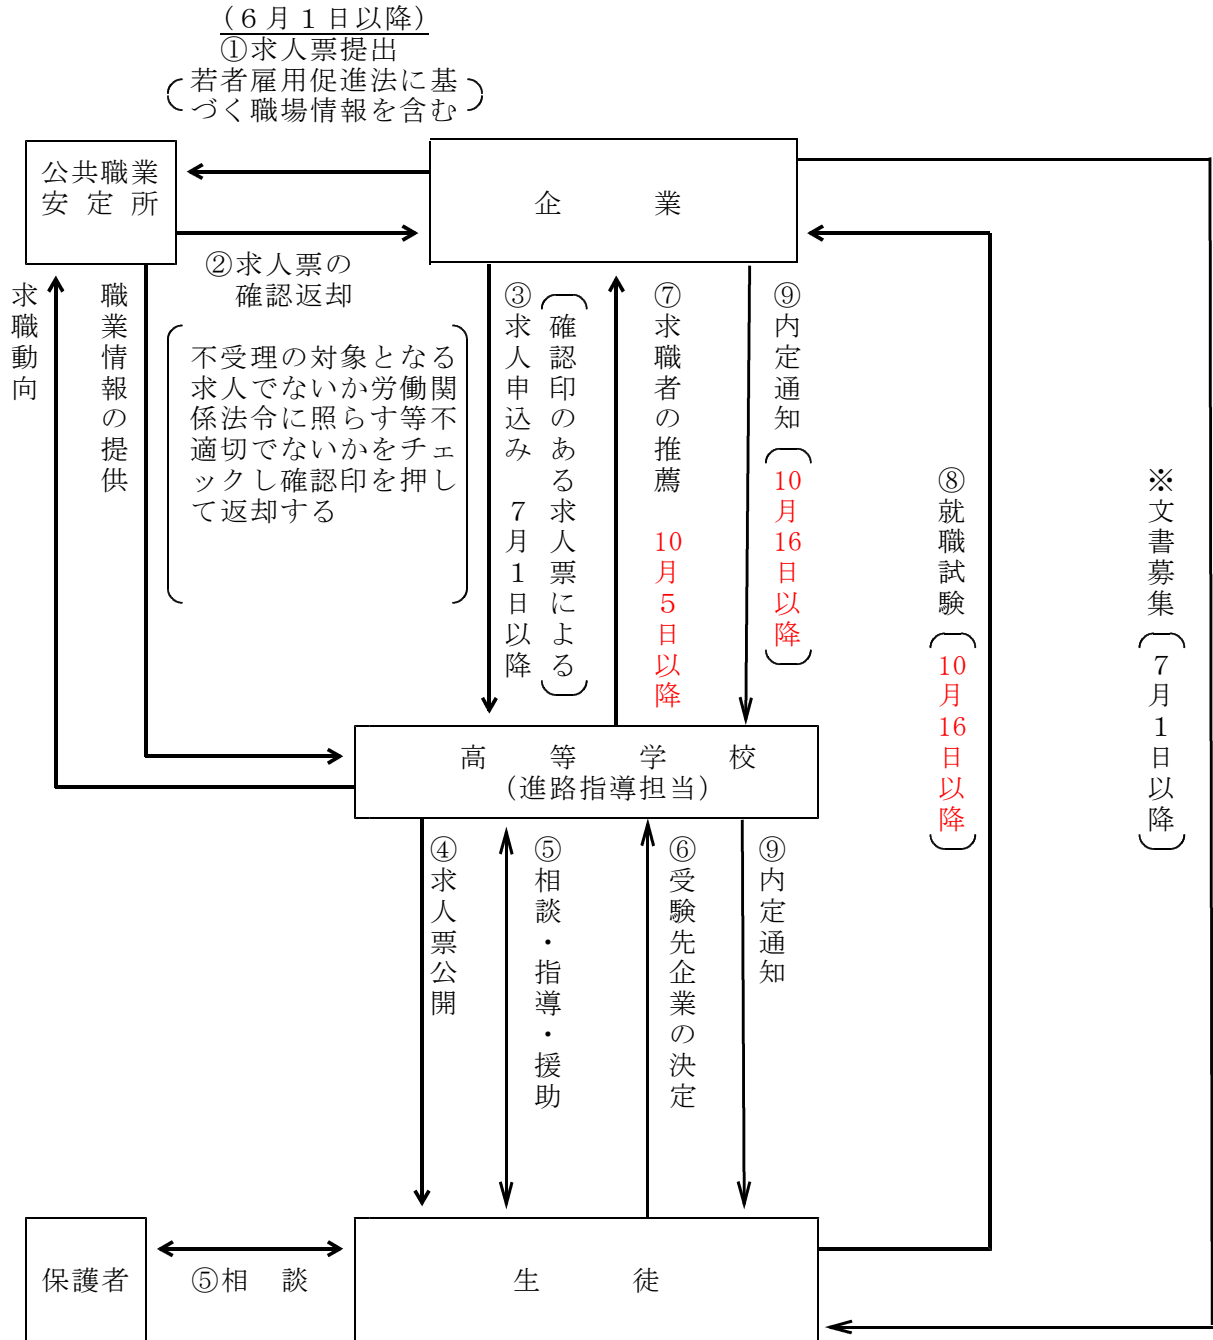 (６月１日以降)
①求人票提出
若者雇用促進法に基
づく職場情報を含む
公共職業
安定所
企業
②求人票の
確認返却
不受理の対象となる
求人でないか労働関
係法令に照らす等不
適切でないかをチェ
ックし確認印を押し
て返却する
求職動向
職業情報の提供
③求人申込み　７月１日以降
確認印のある求人票による
⑦求職者の推薦　10月５日以降
⑨内定通知
10月16日以降
⑧就職試験
10月16日以降
※文書募集
７月１日以降
高等学校
(進路指導担当)
④求人票公開
⑤相談・指導・援助
⑥受験先企業の決定
⑨内定通知
保護者
⑤相　談
生徒